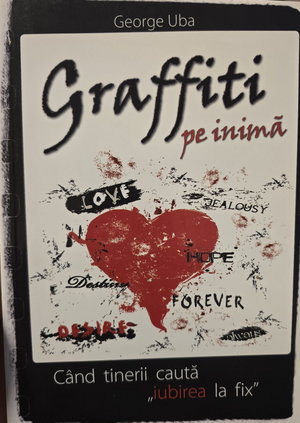 George Uba
Graffiti
pe inimă
LOVE
JEALOUSY
HOPE
Destiny
FOREVER
DESIRE
Când tinerii caută
„iubirea la fix”